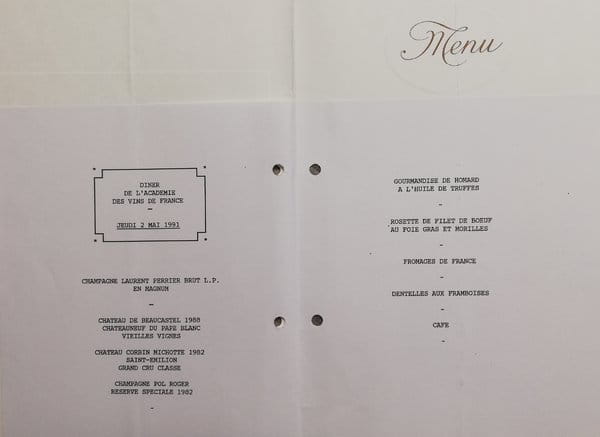 Menu
DINER
DE L'ACADEMIE
DES VINS DE FRANCE
—
JEUDI 2 MAI 1991
CHAMPAGNE LAURENT PERRIER BRUT L.P.
EN MAGNUM
—
CHATEAU DE BEAUCASTEL 1988
CHATEAUNEUF DU PAPE BLANC
VIEILLES VIGNES
CHATEAU CORBIN MICHOTTE 1982
SAINT-EMILION
GRAND CRU CLASSE
CHAMPAGNE POL ROGER
RESERVE SPECIALE 1982
-
GOURMANDISE DE HOMARD
A L'HUILE DE TRUFFES
-
ROSETTE DE FILET DE BOEUF
AU FOIE GRAS ET MORILLES
-
FROMAGES DE FRANCE
-
DENTELLES AUX FRAMBOISES
-
CAFE
-